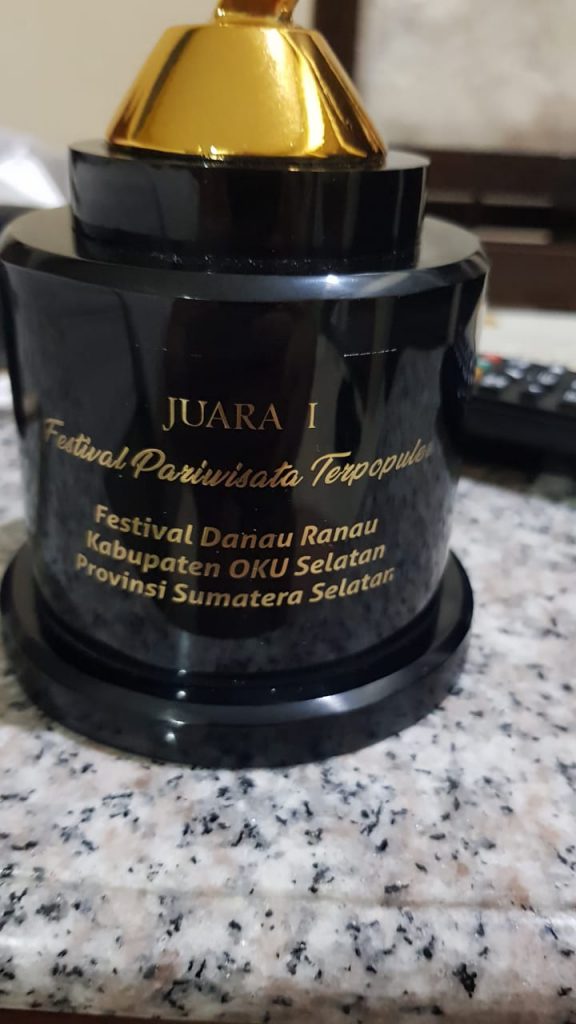 JUARA I
Festival Pariwisata Terpopuler
Festival Danau Ranau
Kabupaten OKU Selatan
Provinsi Sumatera Selatan